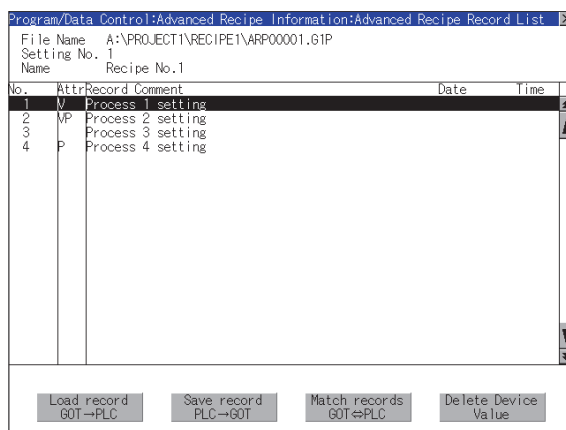 Program/Data Control:Advanced Recipe Information:Advanced Recipe Record List
File Name A:\PROJECT1\RECIPE1\ARP00001.G1P
Setting No. 1
Name Recipe No.1
No. Attr Record Comment Date Time
1 V Process 1 setting
2 VP Process 2 setting
3 Process 3 setting
4 P Process 4 setting
Load record Save record Match records Delete Device
GOT→PLC PLC→GOT GOT⇔PLC Value